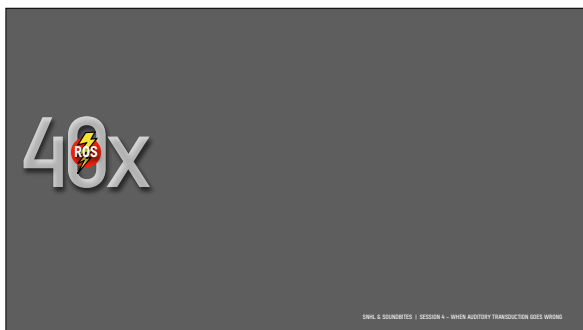 40x
ROS
SNHL & SOUNDBITES | SESSION 4 – WHEN AUDITORY TRANSDUCTION GOES WRONG